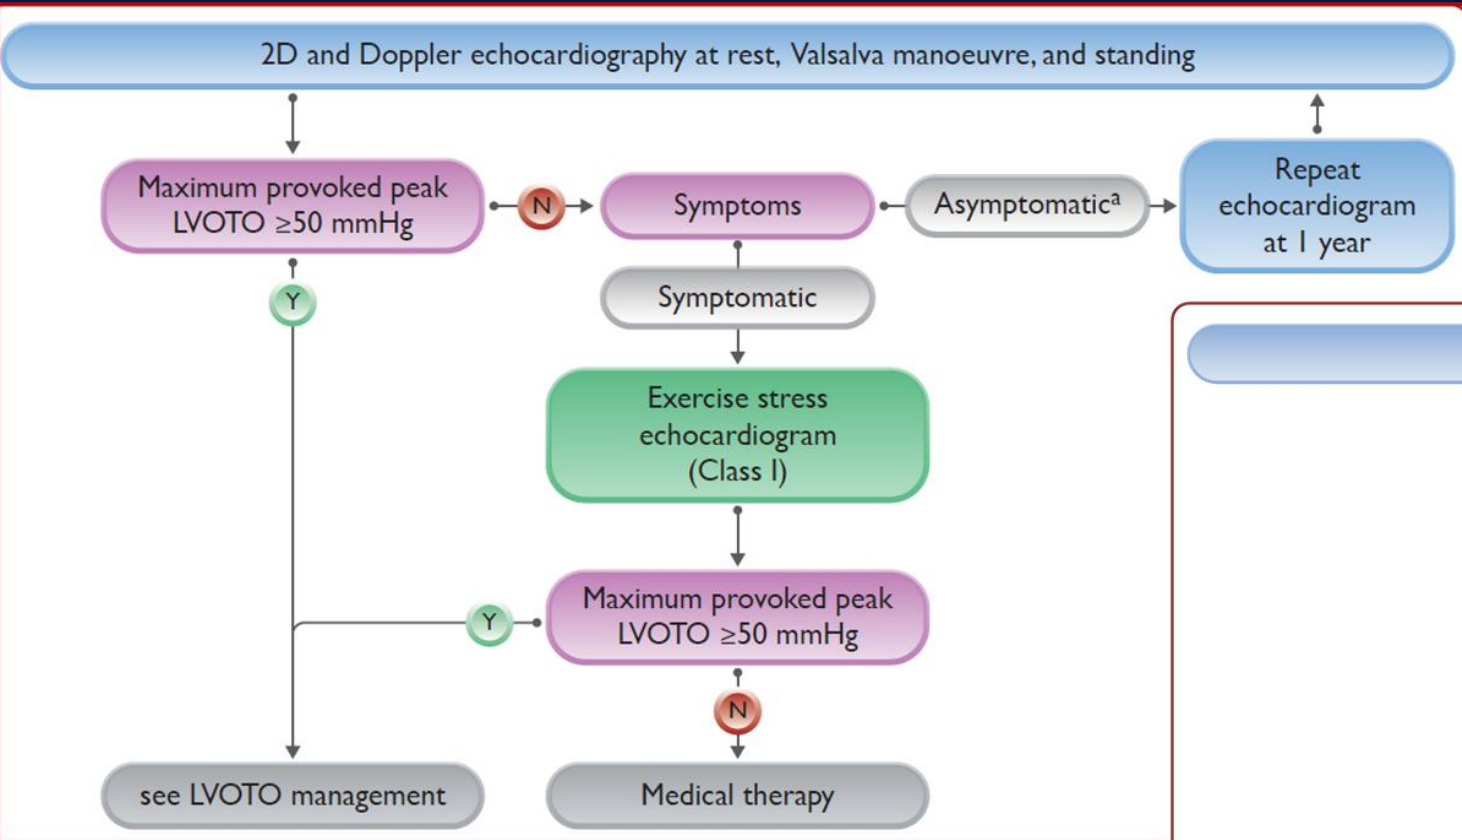 2D and Doppler echocardiography at rest, Valsalva manoeuvre, and standing
Maximum provoked peak
LVOTO ≥50 mmHg
N
Symptoms
Asymptomaticᵃ
Repeat
echocardiogram
at 1 year
Y
Symptomatic
Exercise stress
echocardiogram
(Class I)
Maximum provoked peak
LVOTO ≥50 mmHg
Y
N
see LVOTO management
Medical therapy